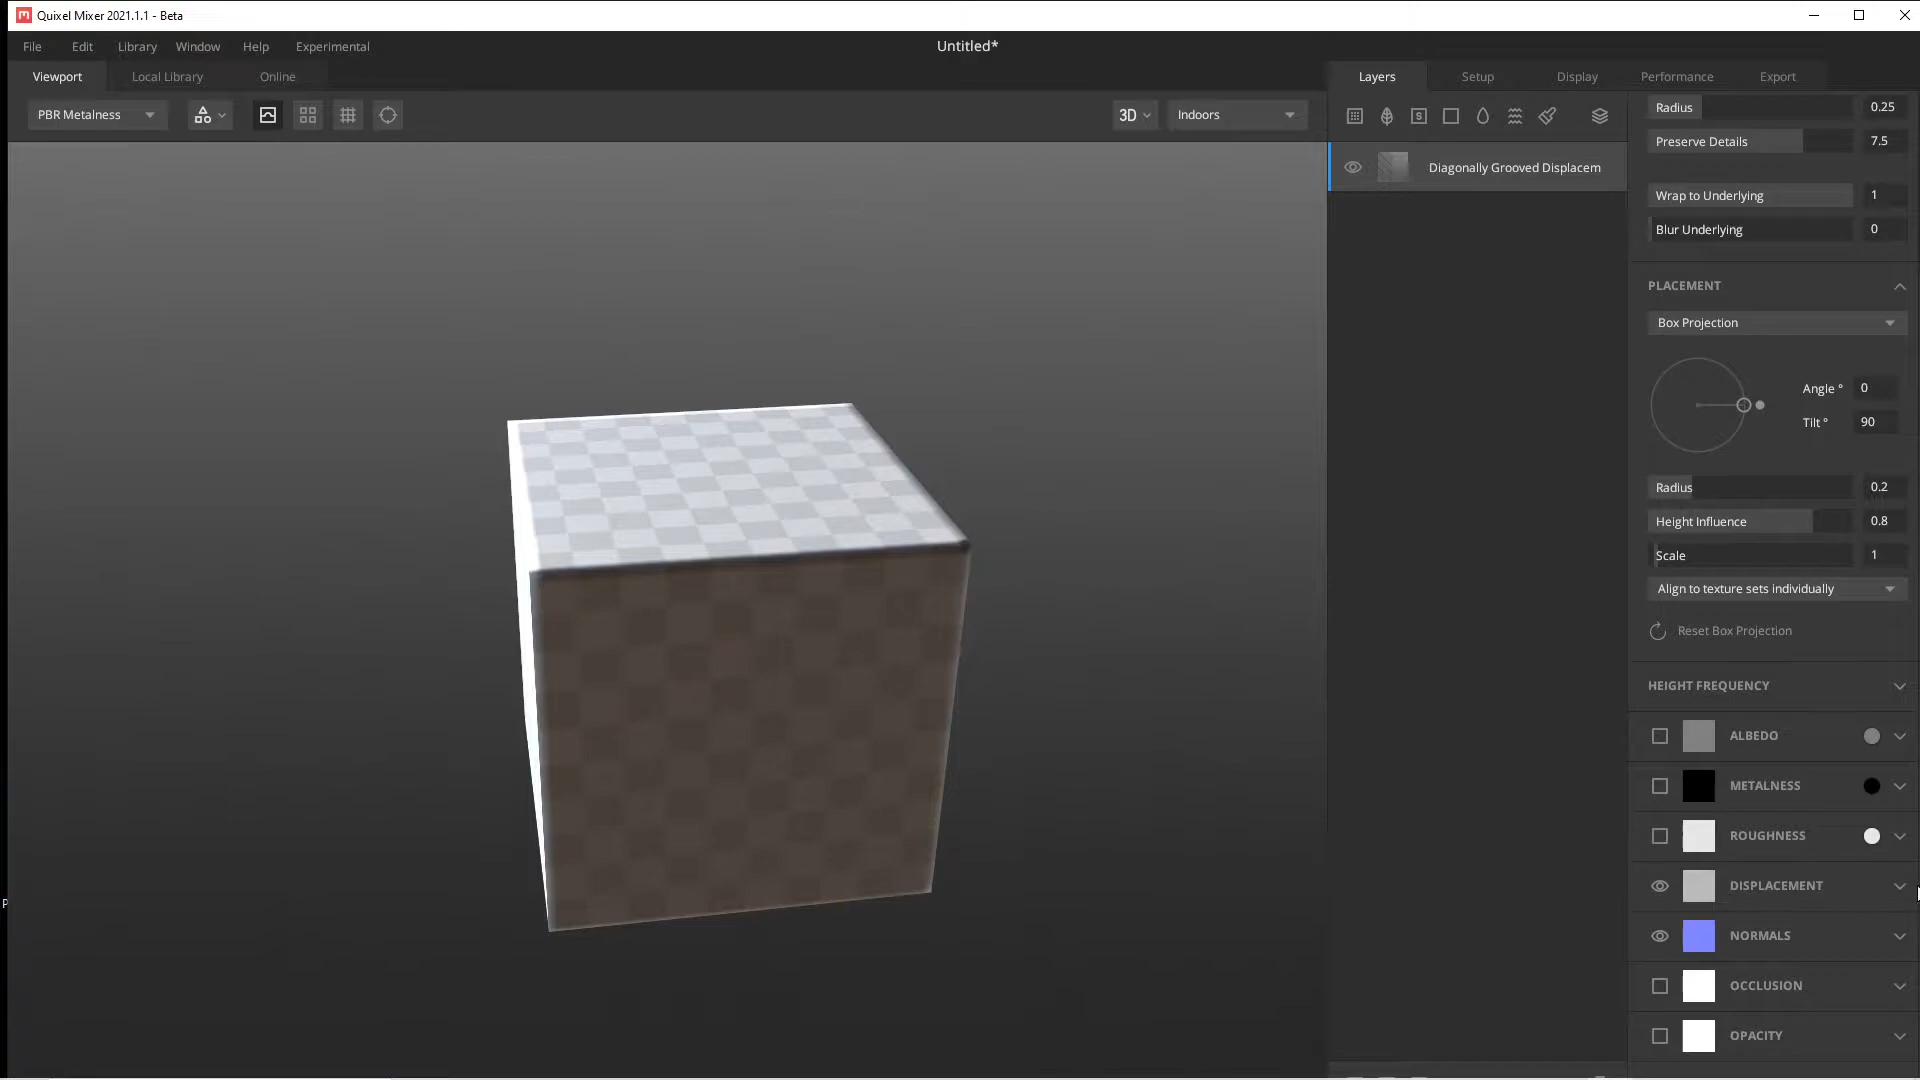 Quixel Mixer 2021.1.1 - Beta
File Edit Library Window Help Experimental
Untitled*
Viewport Local Library Online
Layers Setup Display Performance Export
PBR Metalness
3D
Indoors
Diagonally Grooved Displacem
Radius 0.25
Preserve Details 7.5
Wrap to Underlying 1
Blur Underlying 0
PLACEMENT
Box Projection
Angle ° 0
Tilt ° 90
Radius 0.2
Height Influence 0.8
Scale 1
Align to texture sets individually
Reset Box Projection
HEIGHT FREQUENCY
ALBEDO
METALNESS
ROUGHNESS
DISPLACEMENT
NORMALS
OCCLUSION
OPACITY